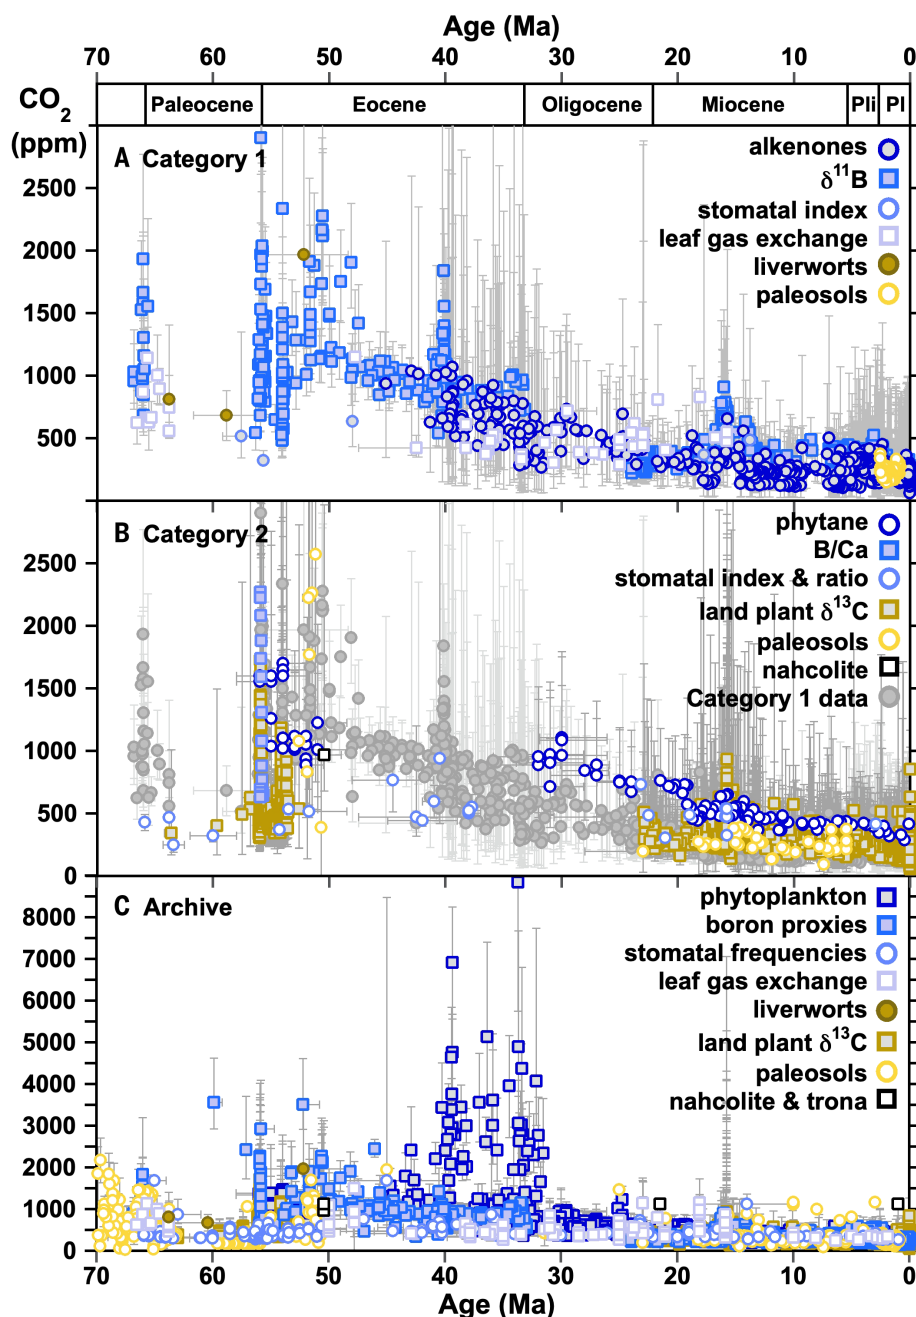 Age (Ma)
70 60 50 40 30 20 10 0
CO2 (ppm)
Paleocene Eocene Oligocene Miocene Pli Pl
A Category 1
alkenones
δ11B
stomatal index
leaf gas exchange
liverworts
paleosols
2500
2000
1500
1000
500
B Category 2
phytane
B/Ca
stomatal index & ratio
land plant δ13C
paleosols
nahcolite
Category 1 data
2500
2000
1500
1000
500
0
C Archive
phytoplankton
boron proxies
stomatal frequencies
leaf gas exchange
liverworts
land plant δ13C
paleosols
nahcolite & trona
8000
7000
6000
5000
4000
3000
2000
1000
0
70 60 50 40 30 20 10 0
Age (Ma)